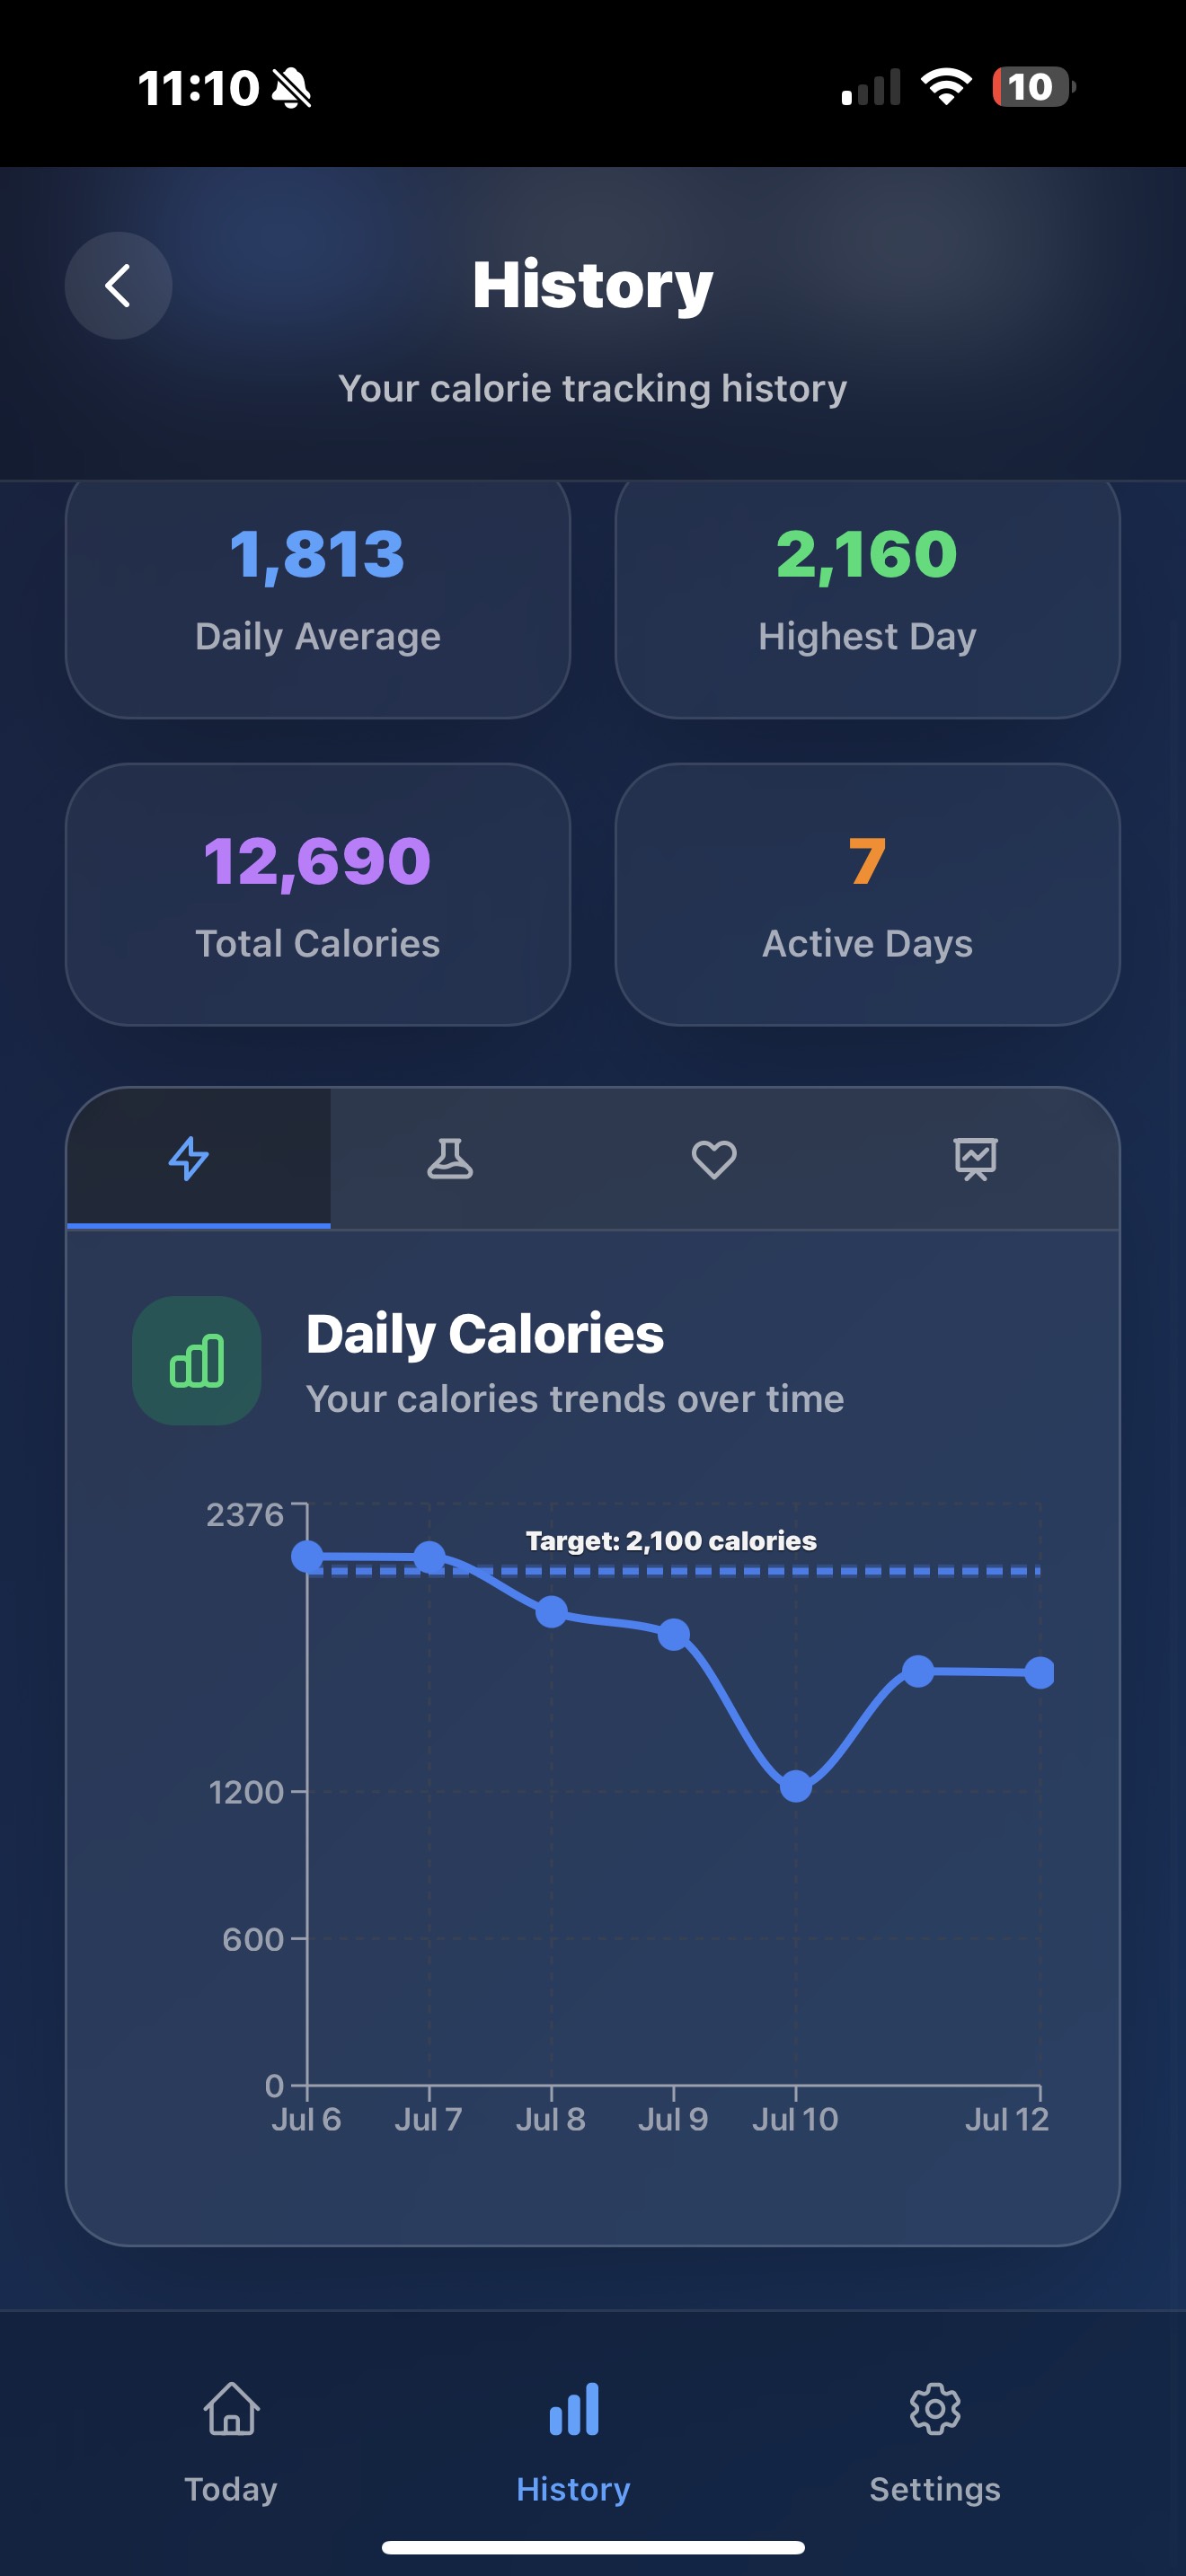 11:10
10
History
Your calorie tracking history
1,813
2,160
Daily Average
Highest Day
12,690
7
Total Calories
Active Days
Daily Calories
Your calories trends over time
2376
Target: 2,100 calories
1200
600
0
Jul 6 Jul 7 Jul 8 Jul 9 Jul 10 Jul 12
Today
History
Settings